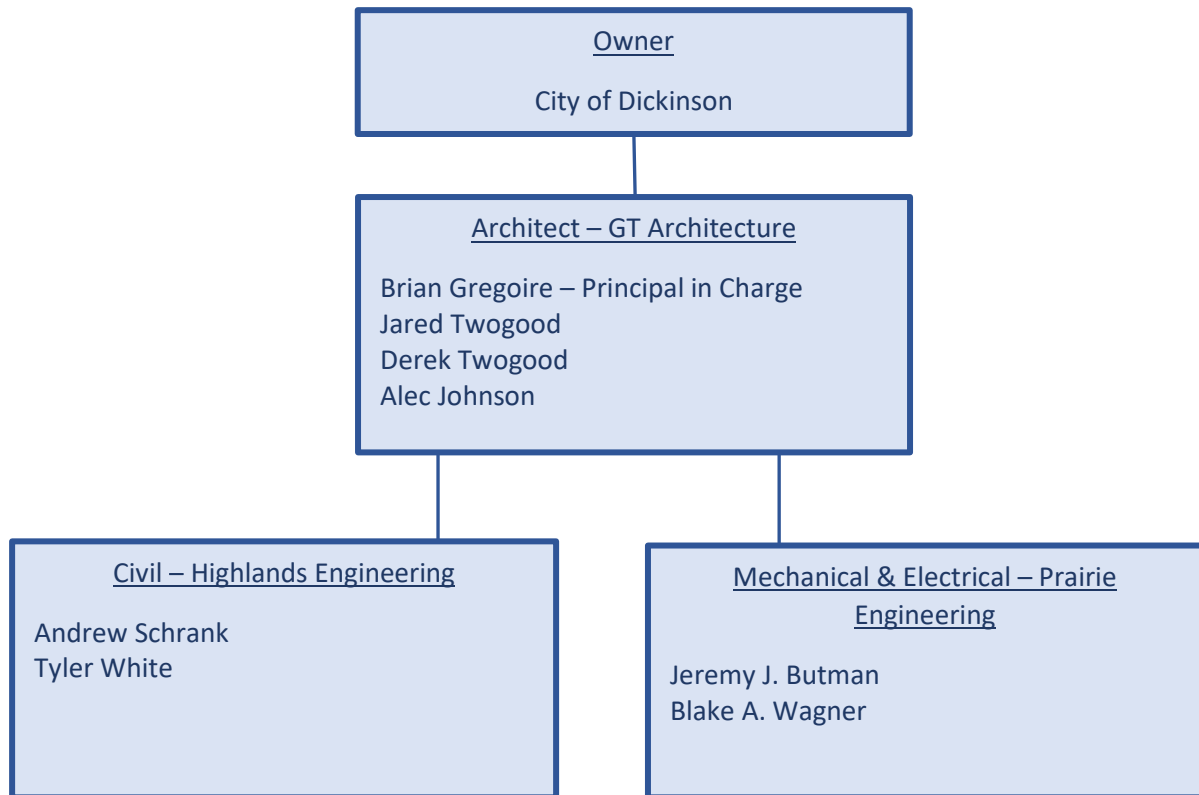 Owner
City of Dickinson
Architect – GT Architecture
Brian Gregoire – Principal in Charge
Jared Twogood
Derek Twogood
Alec Johnson
Civil – Highlands Engineering
Andrew Schrank
Tyler White
Mechanical & Electrical – Prairie
Engineering
Jeremy J. Butman
Blake A. Wagner